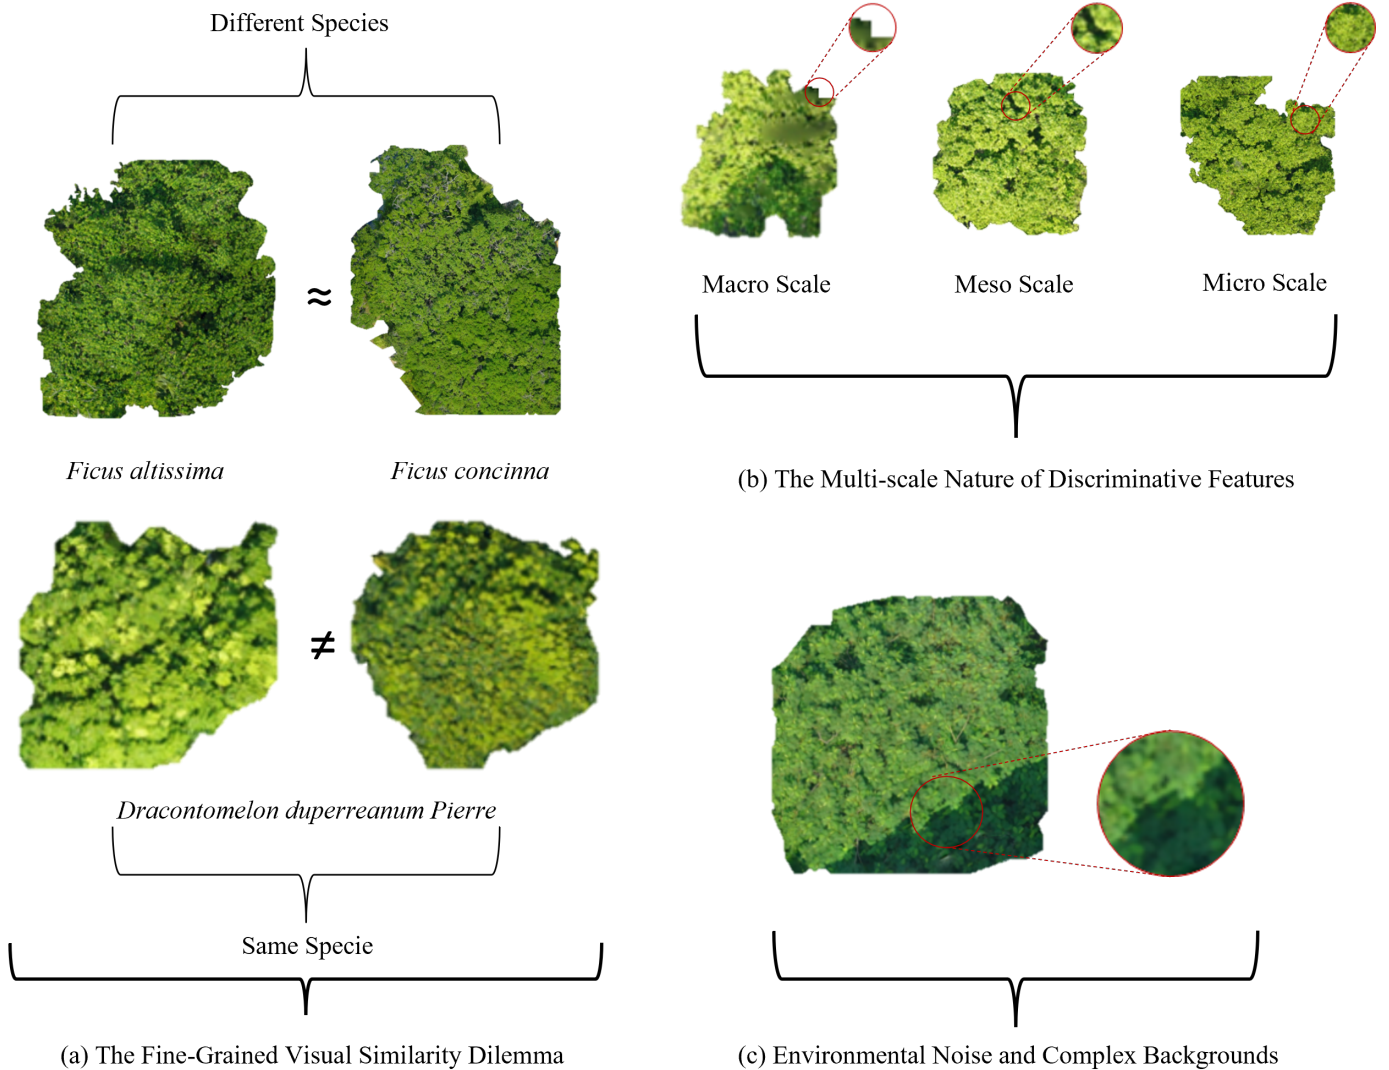 Different Species
≈
Ficus altissima
Ficus concinna
≠
Dracontomelon duperreanum Pierre
Same Specie
(a) The Fine-Grained Visual Similarity Dilemma
Macro Scale
Meso Scale
Micro Scale
(b) The Multi-scale Nature of Discriminative Features
(c) Environmental Noise and Complex Backgrounds